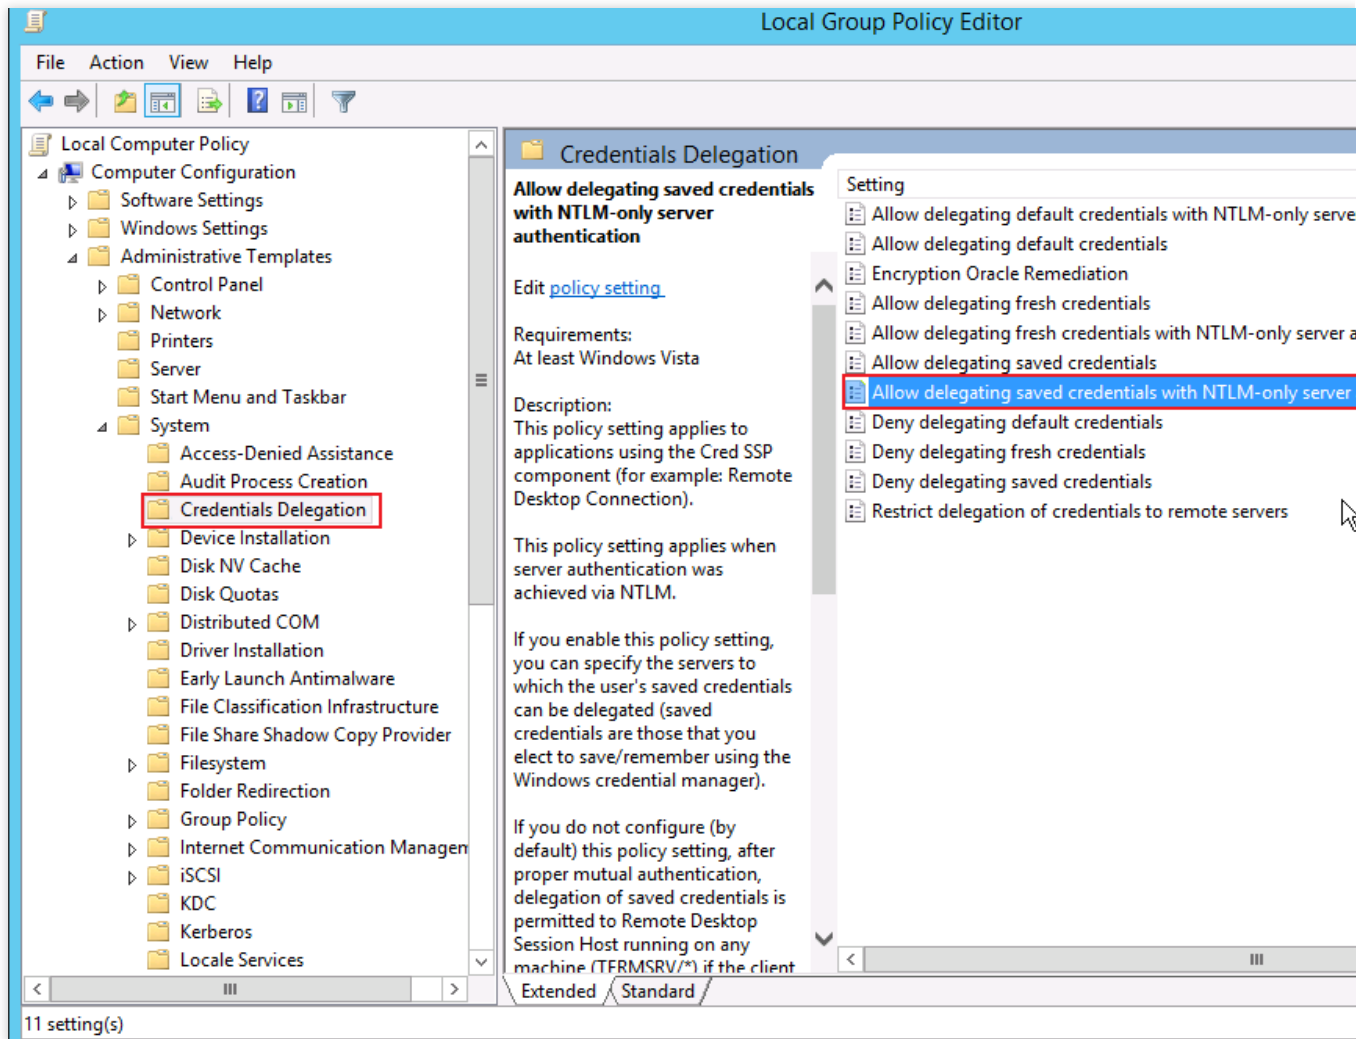 Local Group Policy Editor
File Action View Help
Local Computer Policy
Computer Configuration
Software Settings
Windows Settings
Administrative Templates
Control Panel
Network
Printers
Server
Start Menu and Taskbar
System
Access-Denied Assistance
Audit Process Creation
Credentials Delegation
Device Installation
Disk NV Cache
Disk Quotas
Distributed COM
Driver Installation
Early Launch Antimalware
File Classification Infrastructure
File Share Shadow Copy Provider
Filesystem
Folder Redirection
Group Policy
Internet Communication Managem
iSCSI
KDC
Kerberos
Locale Services
Credentials Delegation
Allow delegating saved credentials
with NTLM-only server
authentication
Edit policy setting
Requirements:
At least Windows Vista
Description:
This policy setting applies to
applications using the Cred SSP
component (for example: Remote
Desktop Connection).
This policy setting applies when
server authentication was
achieved via NTLM.
If you enable this policy setting,
you can specify the servers to
which the user's saved credentials
can be delegated (saved
credentials are those that you
elect to save/remember using the
Windows credential manager).
If you do not configure (by
default) this policy setting, after
proper mutual authentication,
delegation of saved credentials is
permitted to Remote Desktop
Session Host running on any
machine (TERMSRV/*) if the client
Setting
Allow delegating default credentials with NTLM-only serve
Allow delegating default credentials
Encryption Oracle Remediation
Allow delegating fresh credentials
Allow delegating fresh credentials with NTLM-only server a
Allow delegating saved credentials
Allow delegating saved credentials with NTLM-only server
Deny delegating default credentials
Deny delegating fresh credentials
Deny delegating saved credentials
Restrict delegation of credentials to remote servers
Extended Standard
11 setting(s)